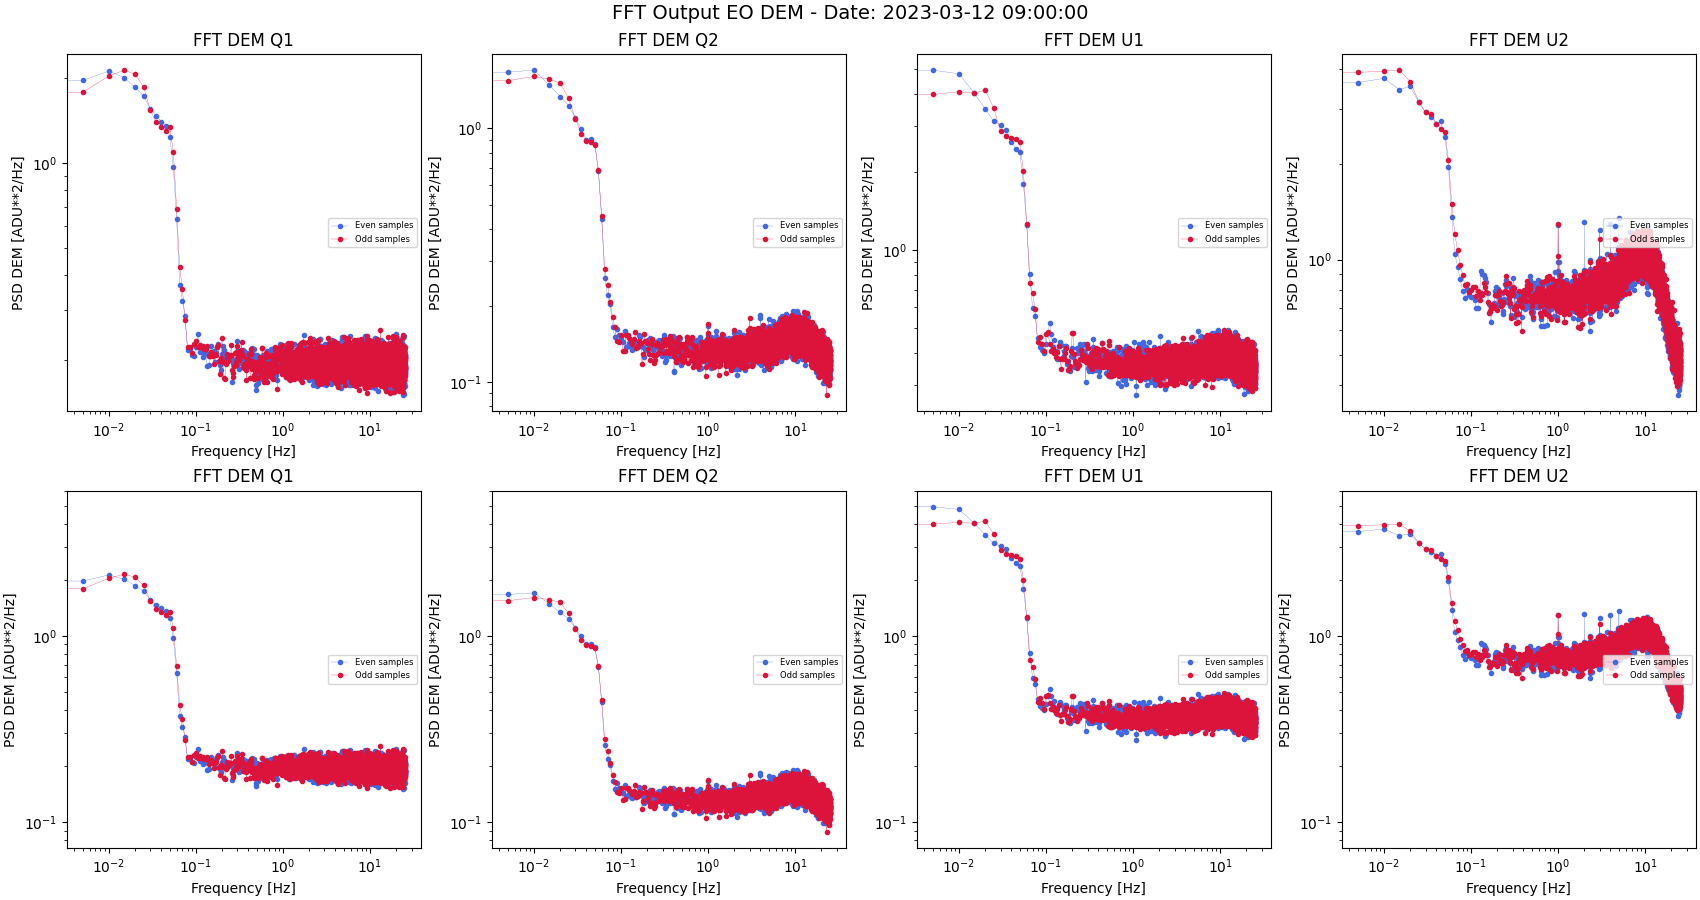 FFT Output EO DEM - Date: 2023-03-12 09:00:00
FFT DEM Q1
PSD DEM [ADU**2/Hz]
10⁰
Even samples
Odd samples
10⁻² 10⁻¹ 10⁰ 10¹
Frequency [Hz]
FFT DEM Q2
PSD DEM [ADU**2/Hz]
10⁰
10⁻¹
Even samples
Odd samples
10⁻² 10⁻¹ 10⁰ 10¹
Frequency [Hz]
FFT DEM U1
PSD DEM [ADU**2/Hz]
10⁰
Even samples
Odd samples
10⁻² 10⁻¹ 10⁰ 10¹
Frequency [Hz]
FFT DEM U2
PSD DEM [ADU**2/Hz]
10⁰
Even samples
Odd samples
10⁻² 10⁻¹ 10⁰ 10¹
Frequency [Hz]
FFT DEM Q1
PSD DEM [ADU**2/Hz]
10⁰
10⁻¹
Even samples
Odd samples
10⁻² 10⁻¹ 10⁰ 10¹
Frequency [Hz]
FFT DEM Q2
PSD DEM [ADU**2/Hz]
10⁰
10⁻¹
Even samples
Odd samples
10⁻² 10⁻¹ 10⁰ 10¹
Frequency [Hz]
FFT DEM U1
PSD DEM [ADU**2/Hz]
10⁰
10⁻¹
Even samples
Odd samples
10⁻² 10⁻¹ 10⁰ 10¹
Frequency [Hz]
FFT DEM U2
PSD DEM [ADU**2/Hz]
10⁰
10⁻¹
Even samples
Odd samples
10⁻² 10⁻¹ 10⁰ 10¹
Frequency [Hz]